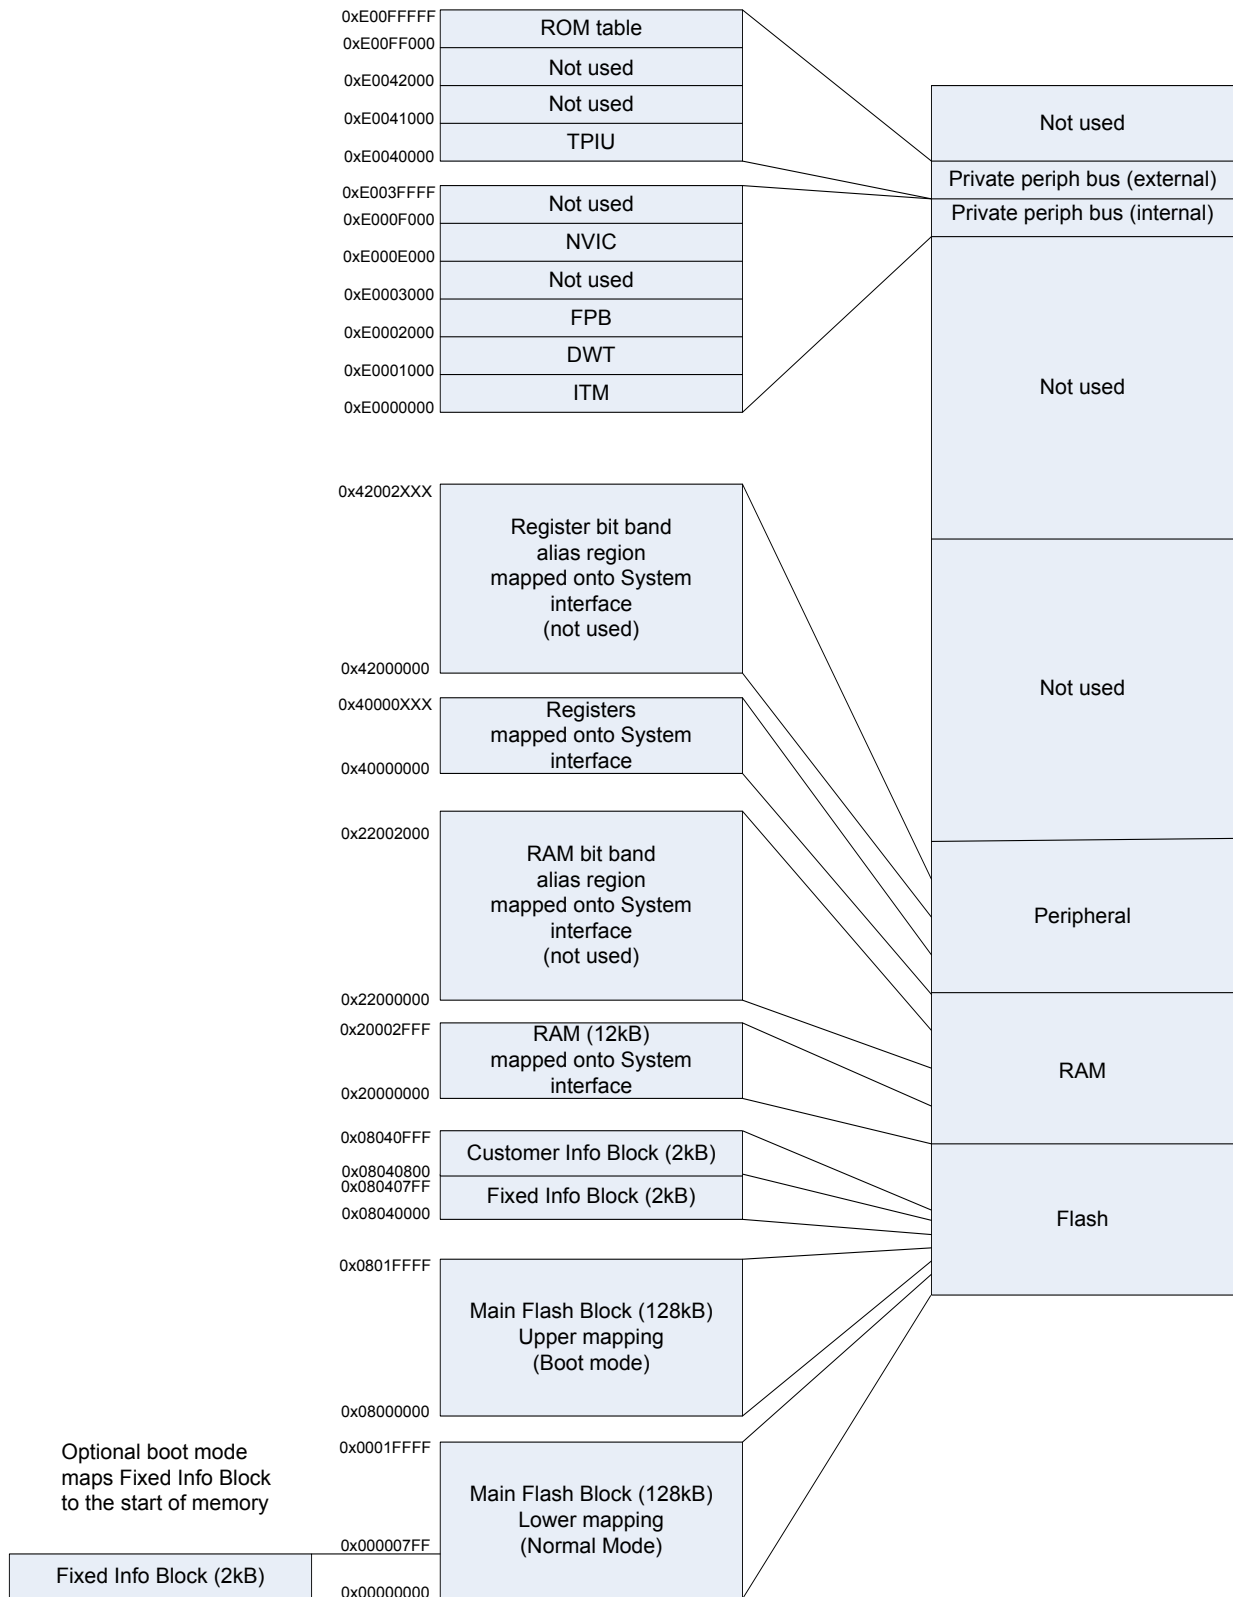 0xE00FFFFF
ROM table
0xE00FF000
Not used
0xE0042000
Not used
0xE0041000
TPIU
0xE0040000
0xE003FFFF
Not used
0xE000F000
NVIC
0xE000E000
Not used
0xE0003000
FPB
0xE0002000
DWT
0xE0001000
ITM
0xE0000000
0x42002XXX
Register bit band
alias region
mapped onto System
interface
(not used)
0x42000000
0x40000XXX
Registers
mapped onto System
interface
0x40000000
0x22002000
RAM bit band
alias region
mapped onto System
interface
(not used)
0x22000000
0x20002FFF
RAM (12kB)
mapped onto System
interface
0x20000000
0x08040FFF
Customer Info Block (2kB)
0x08040800
0x080407FF
Fixed Info Block (2kB)
0x08040000
0x0801FFFF
Main Flash Block (128kB)
Upper mapping
(Boot mode)
0x08000000
0x0001FFFF
Main Flash Block (128kB)
Lower mapping
(Normal Mode)
0x000007FF
0x00000000
Optional boot mode
maps Fixed Info Block
to the start of memory
Fixed Info Block (2kB)
Not used
Private periph bus (external)
Private periph bus (internal)
Not used
Not used
Peripheral
RAM
Flash